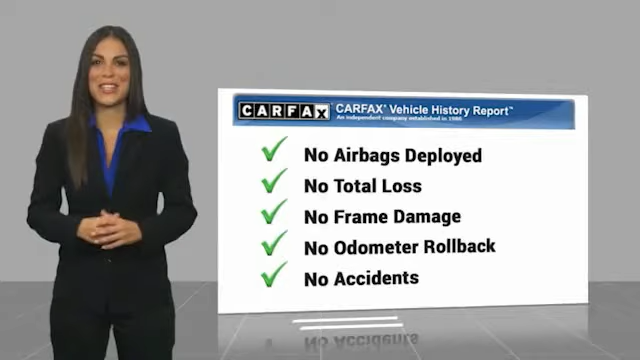 CARFAX
CARFAX® Vehicle History Report™
An independent company established in 1986
No Airbags Deployed
No Total Loss
No Frame Damage
No Odometer Rollback
No Accidents